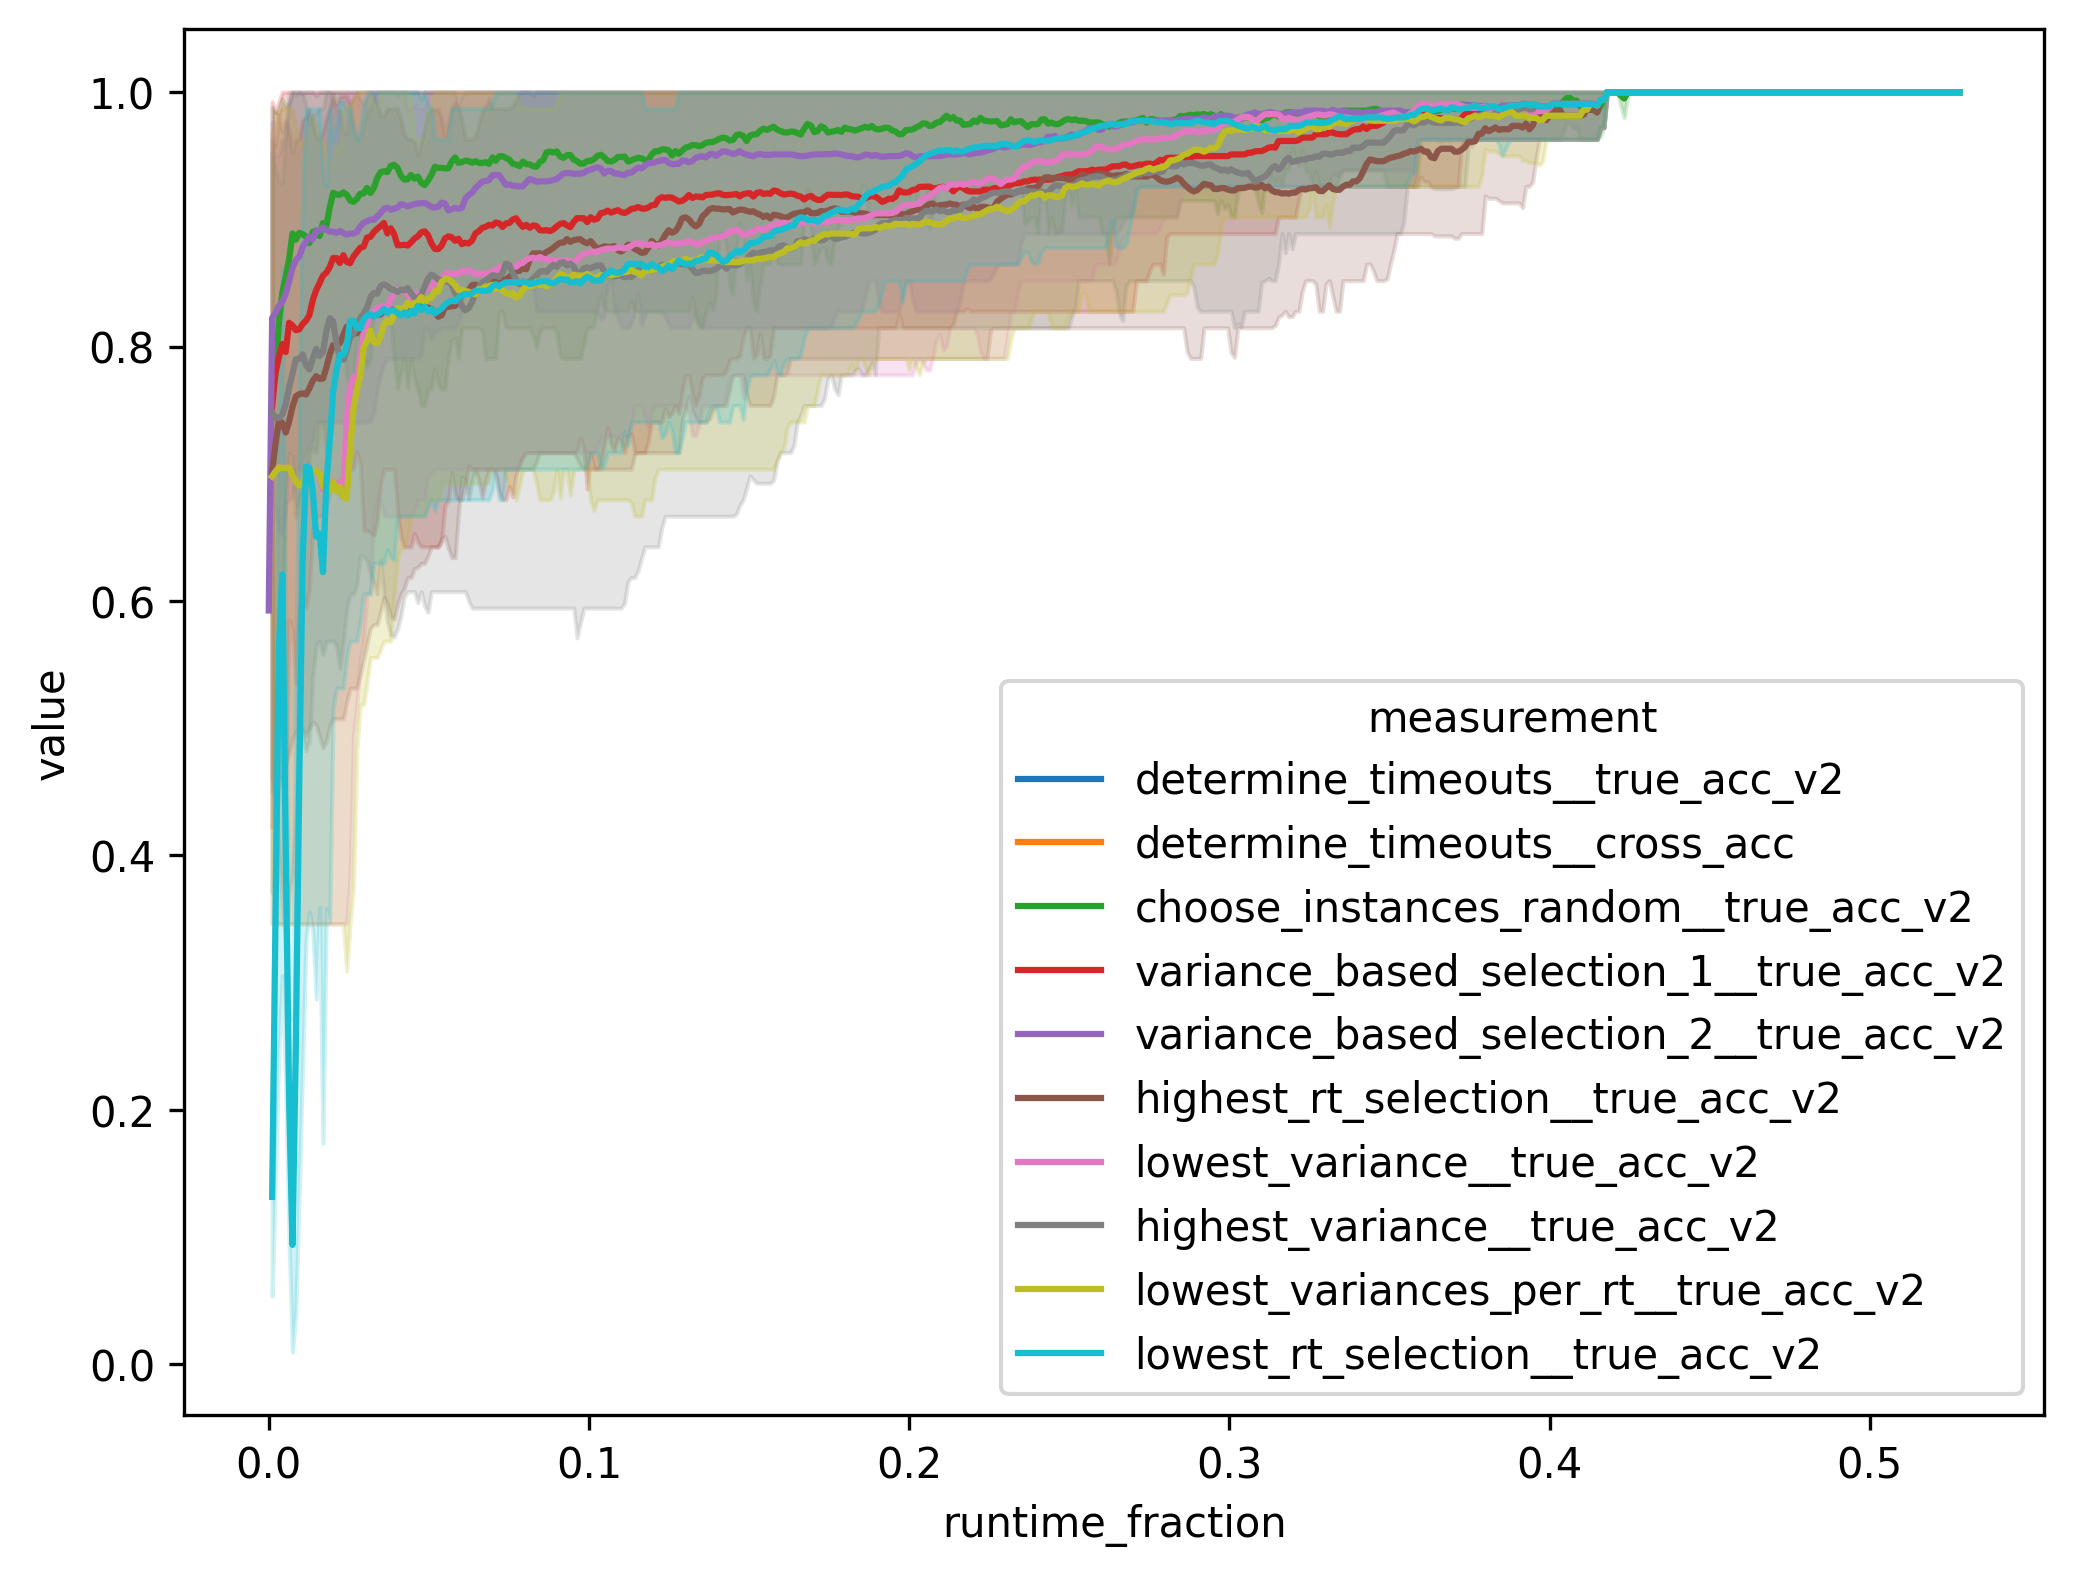 1.0
0.8
0.6
0.4
0.2
0.0
value
measurement
determine_timeouts__true_acc_v2
determine_timeouts__cross_acc
choose_instances_random__true_acc_v2
variance_based_selection_1__true_acc_v2
variance_based_selection_2__true_acc_v2
highest_rt_selection__true_acc_v2
lowest_variance__true_acc_v2
highest_variance__true_acc_v2
lowest_variances_per_rt__true_acc_v2
lowest_rt_selection__true_acc_v2
0.0 0.1 0.2 0.3 0.4 0.5
runtime_fraction